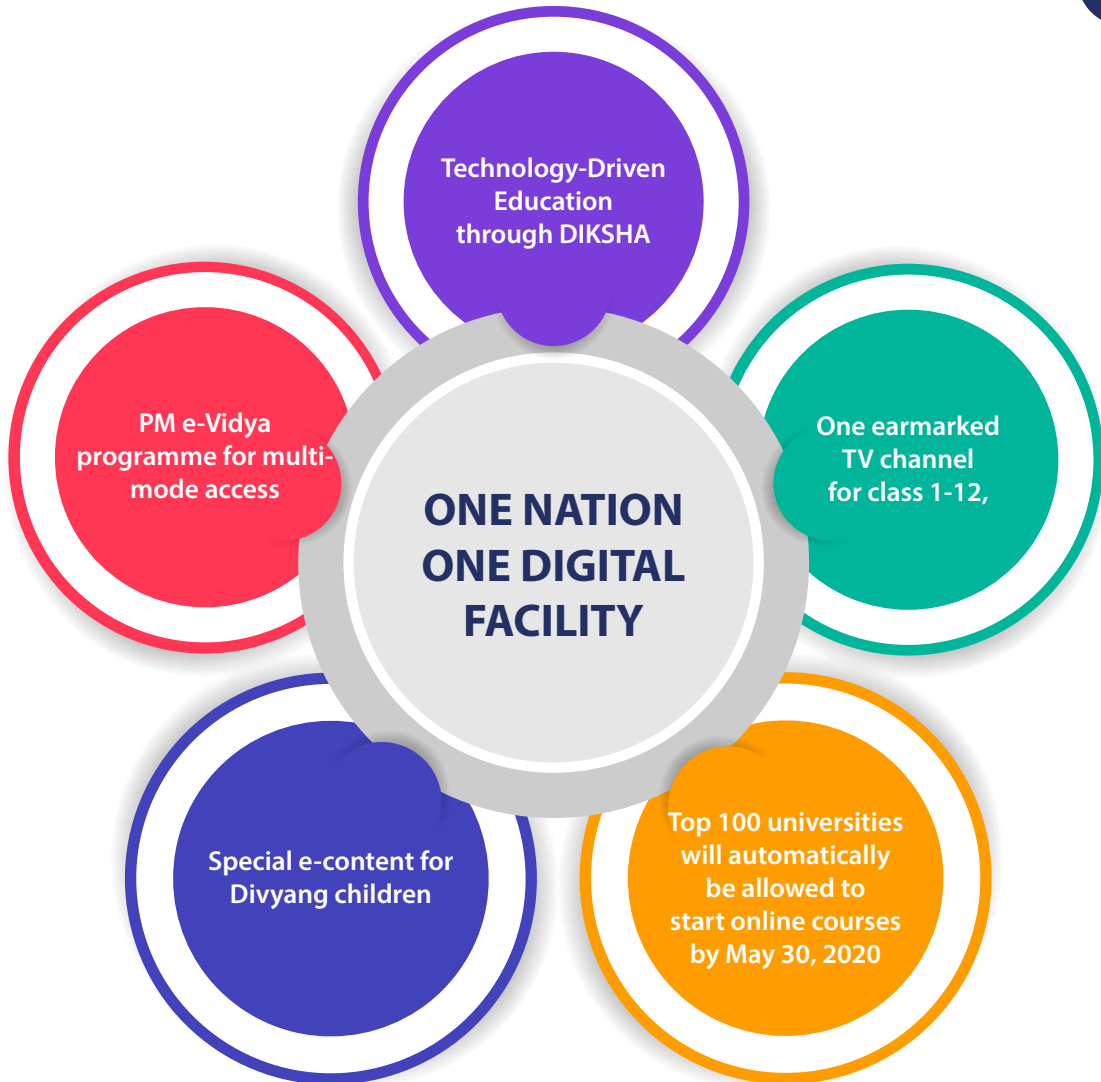 Technology-Driven
Education
through DIKSHA
PM e-Vidya
programme for multi-
mode access
One earmarked
TV channel
for class 1-12,
ONE NATION
ONE DIGITAL
FACILITY
Special e-content for
Divyang children
Top 100 universities
will automatically
be allowed to
start online courses
by May 30, 2020